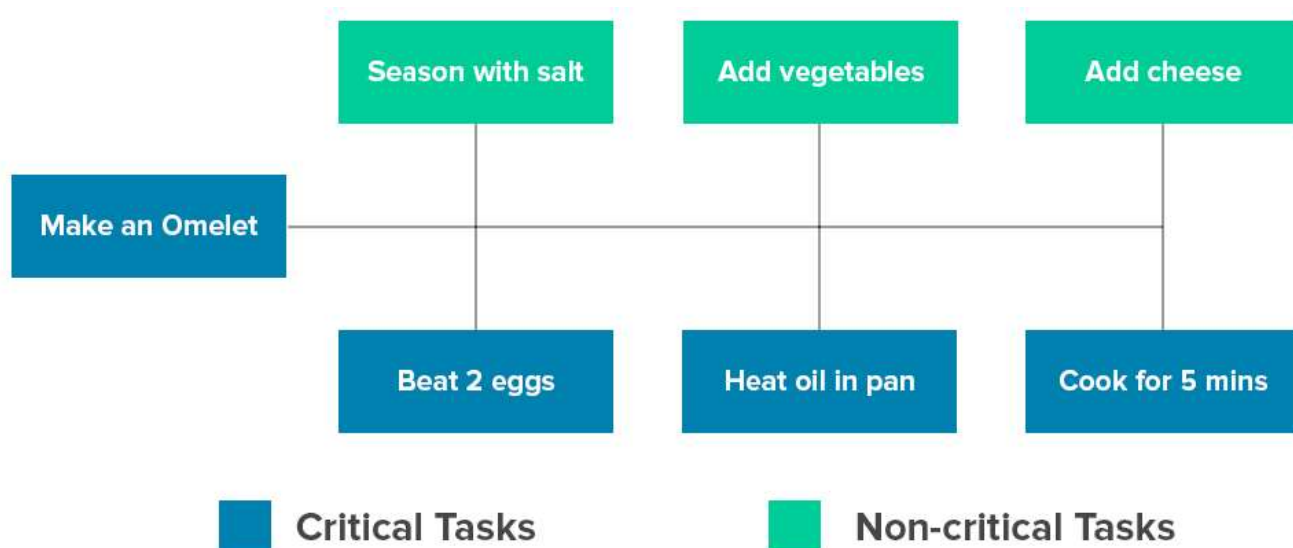 Season with salt
Add vegetables
Add cheese
Make an Omelet
Beat 2 eggs
Heat oil in pan
Cook for 5 mins
Critical Tasks
Non-critical Tasks